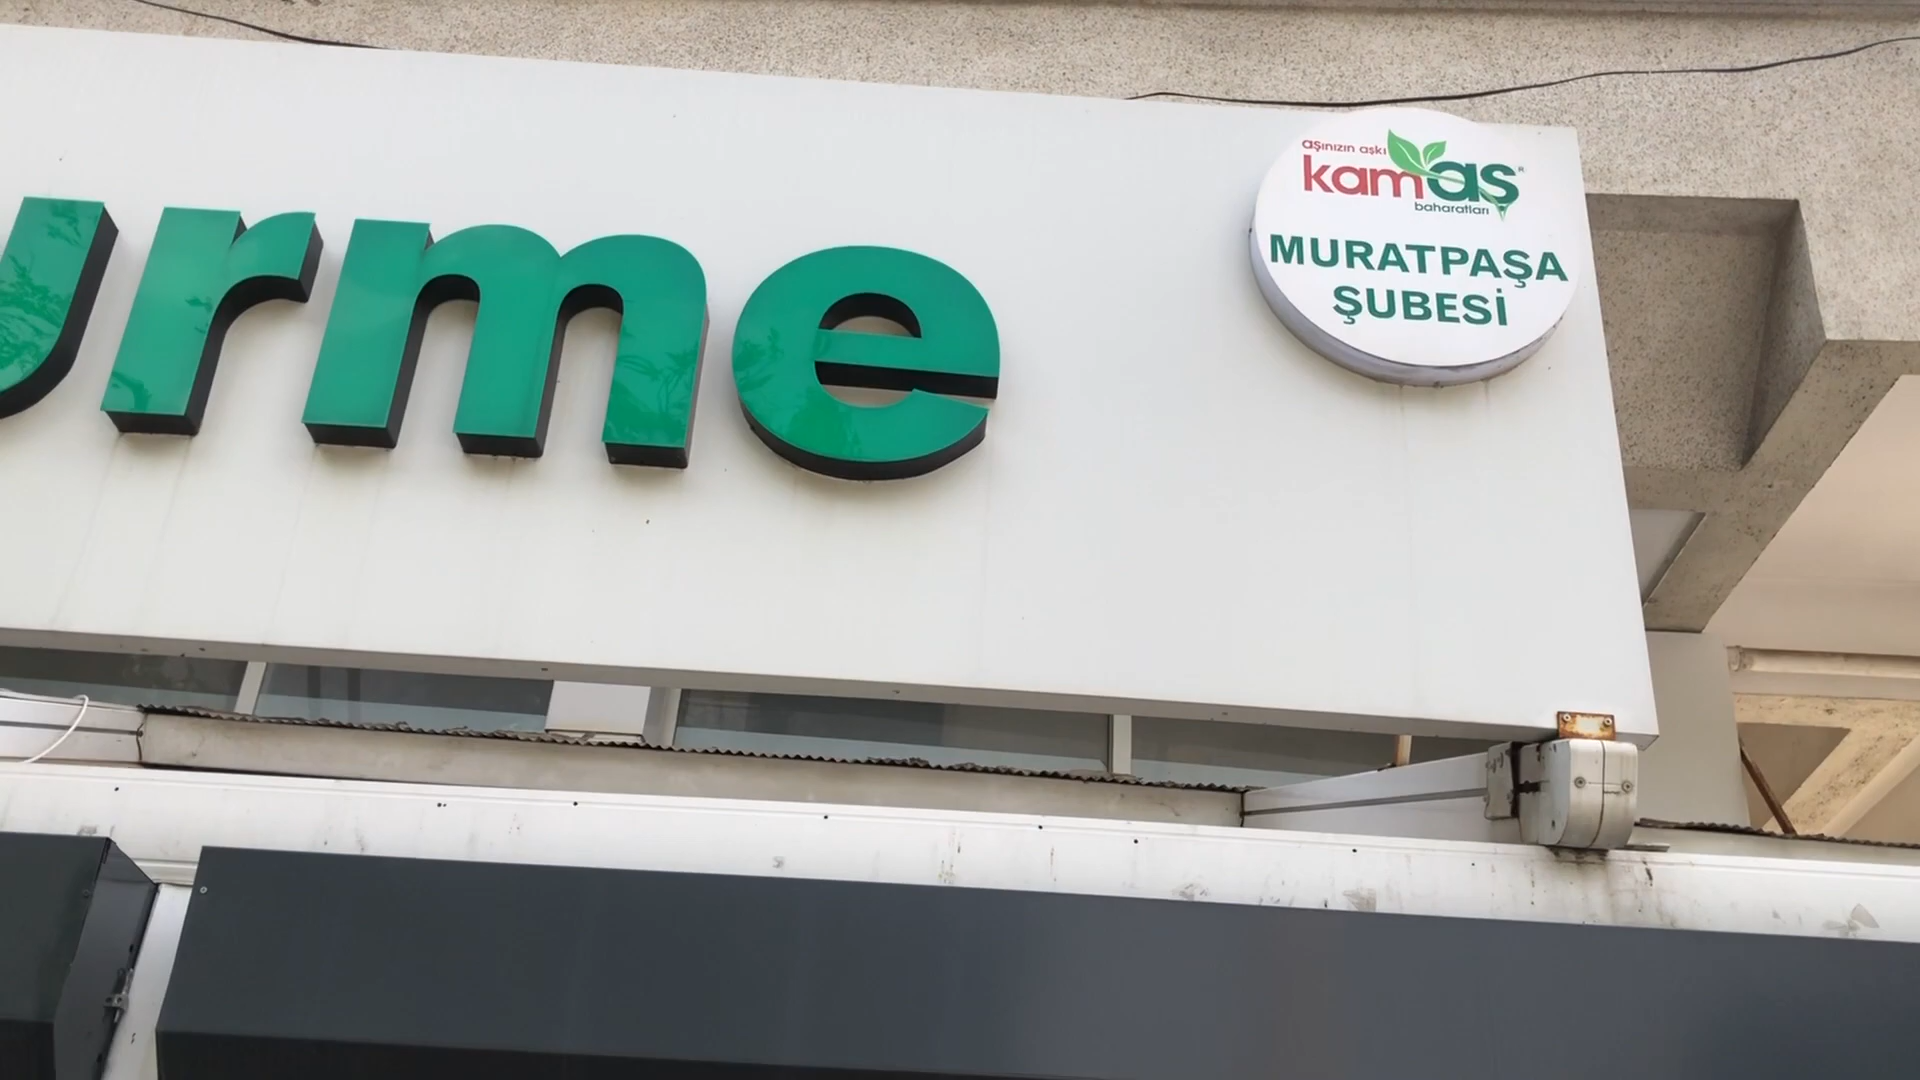 urme
aşınızın aşkı
kamaş
baharatları
MURATPAŞA
ŞUBESİ